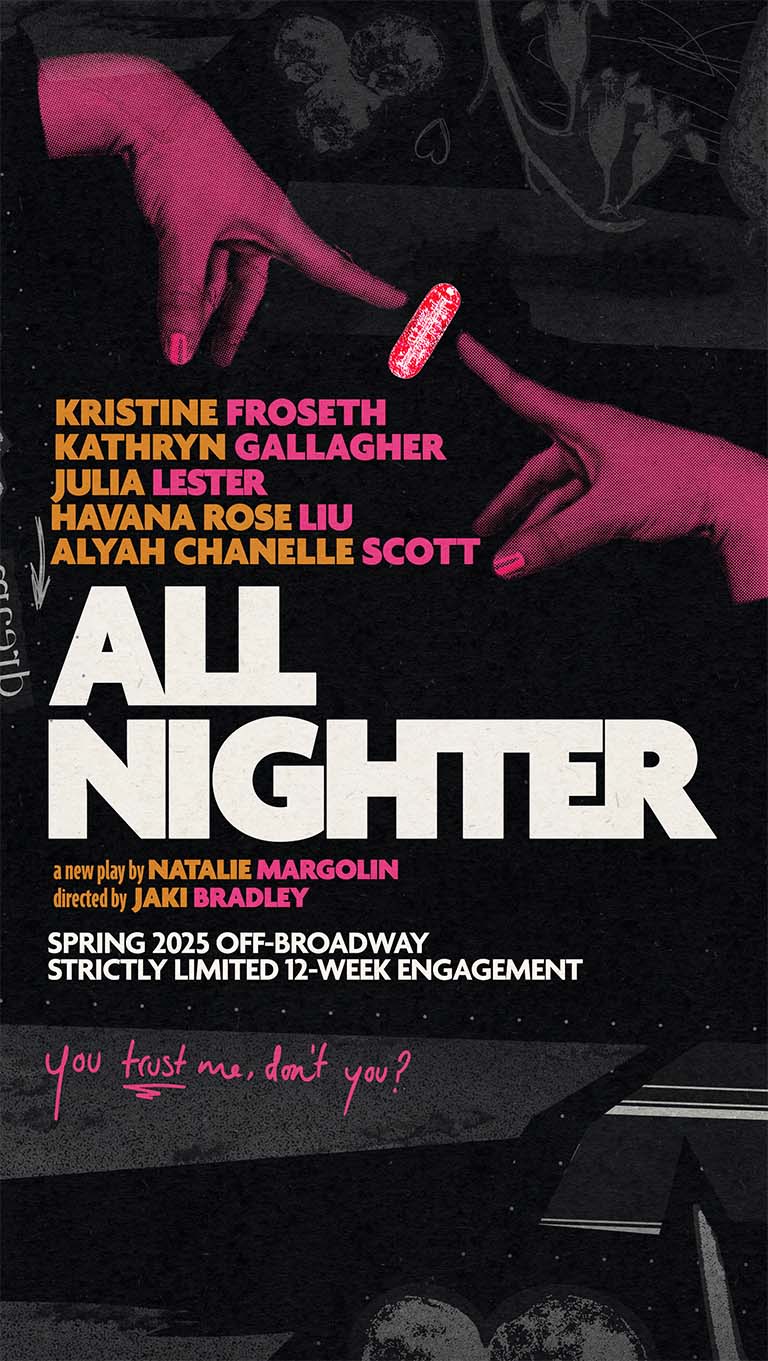 KRISTINE FROSETH
KATHRYN GALLAGHER
JULIA LESTER
HAVANA ROSE LIU
ALYAH CHANELLE SCOTT
ALL
NIGHTER
a new play by NATALIE MARGOLIN
directed by JAKI BRADLEY
SPRING 2025 OFF-BROADWAY
STRICTLY LIMITED 12-WEEK ENGAGEMENT
you trust me, don't you?